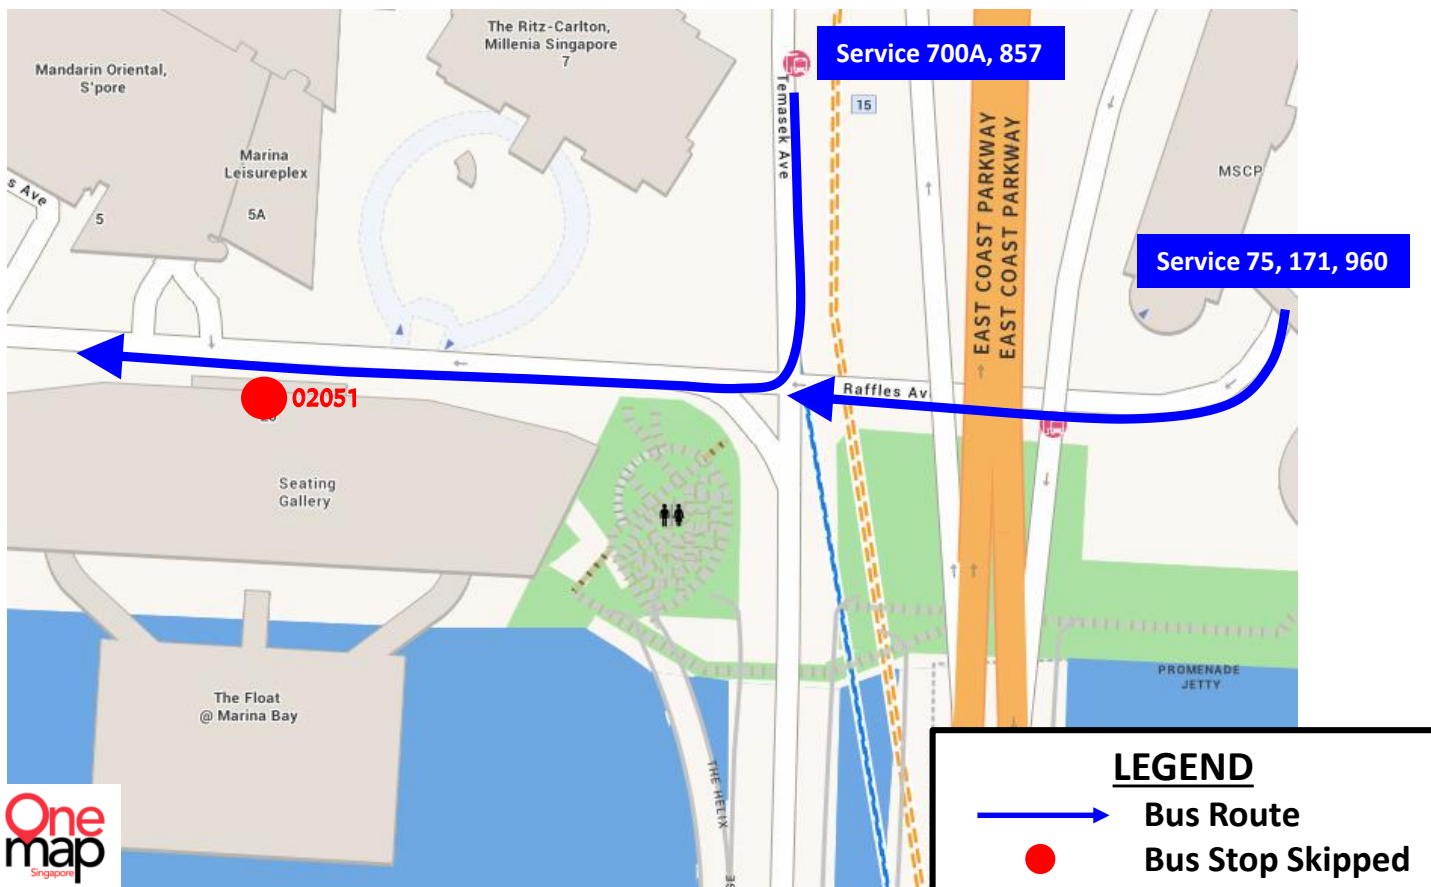 The Ritz-Carlton,
Millenia Singapore
7
Service 700A, 857
Mandarin Oriental,
S'pore
Temasek Ave
15
EAST COAST PARKWAY
EAST COAST PARKWAY
MSCP
Marina
Leisureplex
s Ave
5
5A
Service 75, 171, 960
02051
Raffles Av
Seating
Gallery
The Float
@ Marina Bay
PROMENADE
JETTY
THE HELIX
One
map
Singapore
LEGEND
Bus Route
Bus Stop Skipped